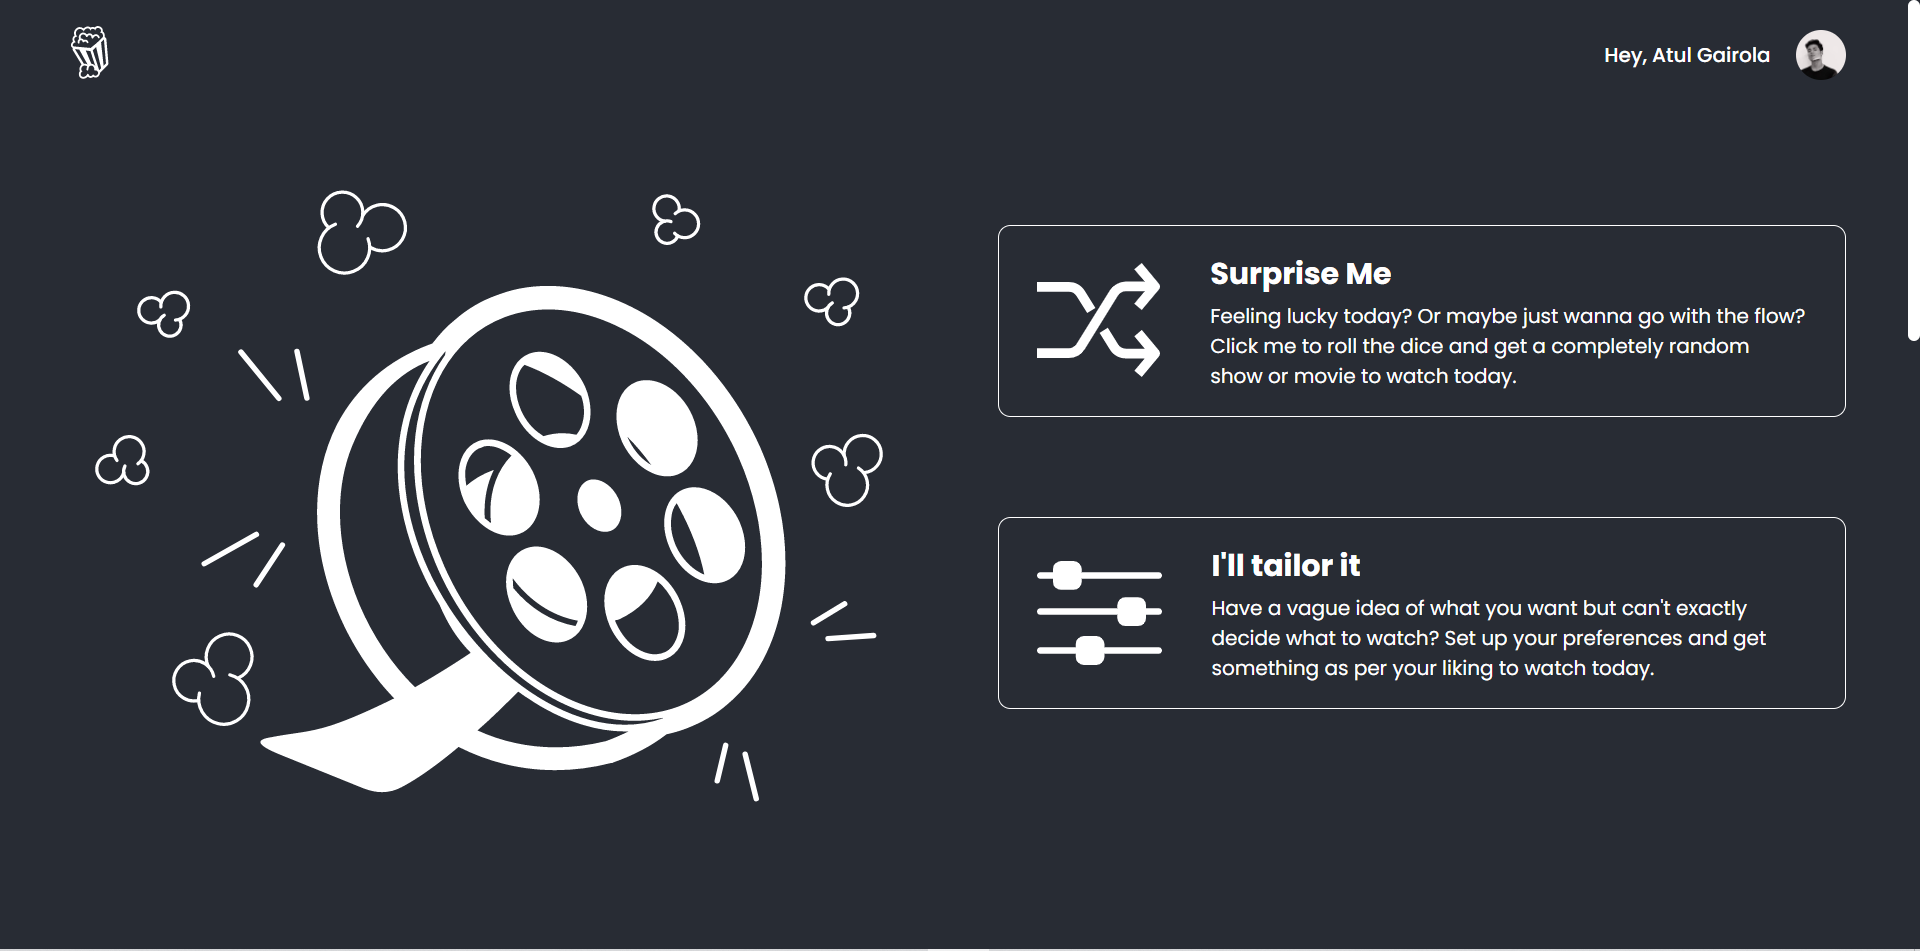 Hey, Atul Gairola
Surprise Me
Feeling lucky today? Or maybe just wanna go with the flow?
Click me to roll the dice and get a completely random
show or movie to watch today.
I'll tailor it
Have a vague idea of what you want but can't exactly
decide what to watch? Set up your preferences and get
something as per your liking to watch today.